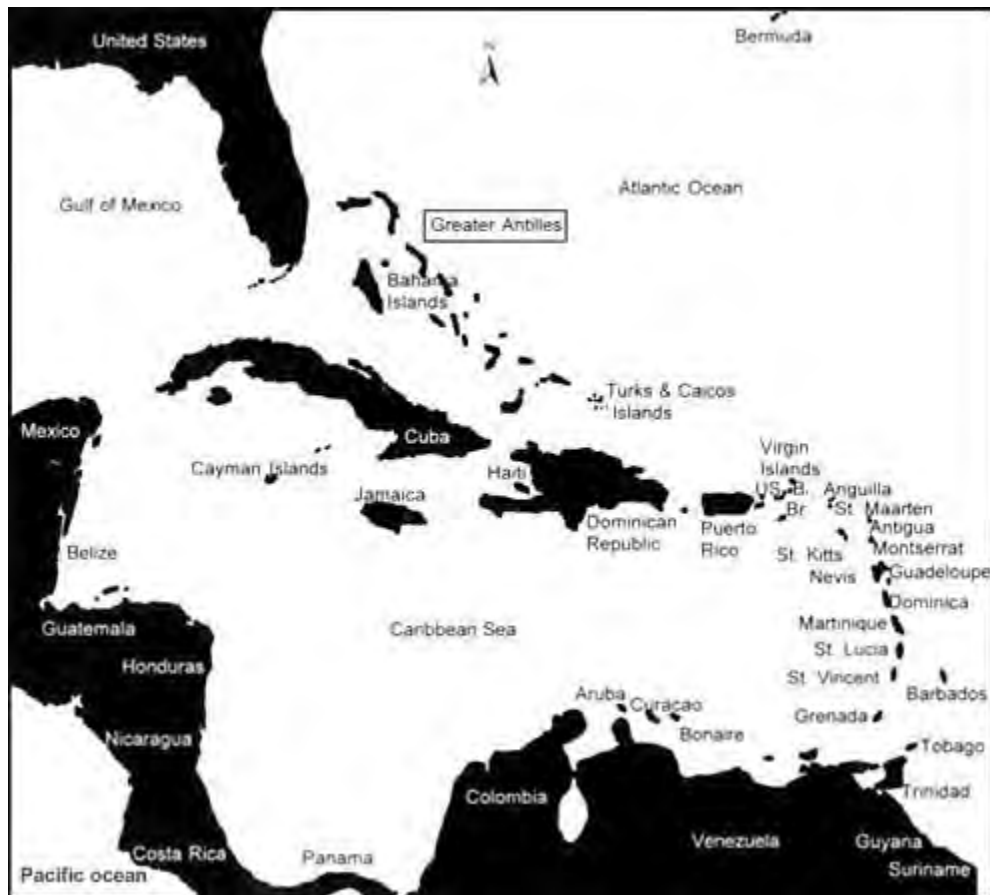 United States
Bermuda
N
Gulf of Mexico
Atlantic Ocean
Greater Antilles
Bahama
Islands
Turks & Caicos
Islands
Mexico
Cuba
Cayman Islands
Haiti
Virgin
Islands
US. B.
Anguilla
Jamaica
Br
St. Maarten
Dominican
Republic
Puerto
Rico
Antigua
Belize
St. Kitts
Montserrat
Nevis
Guadeloupe
Dominica
Guatemala
Caribbean Sea
Martinique
Honduras
St. Lucia
St. Vincent
Barbados
Aruba
Curaçao
Grenada
Bonaire
Nicaragua
Tobago
Colombia
Trinidad
Venezuela
Guyana
Costa Rica
Panama
Suriname
Pacific ocean